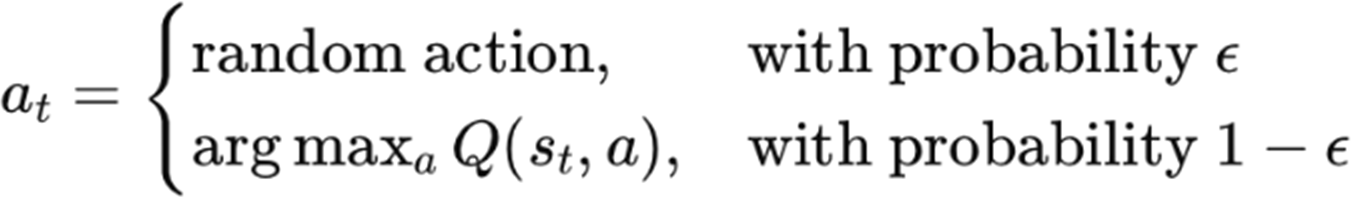 a_t = { random action, with probability ϵ
arg max_a Q(s_t, a), with probability 1 − ϵ